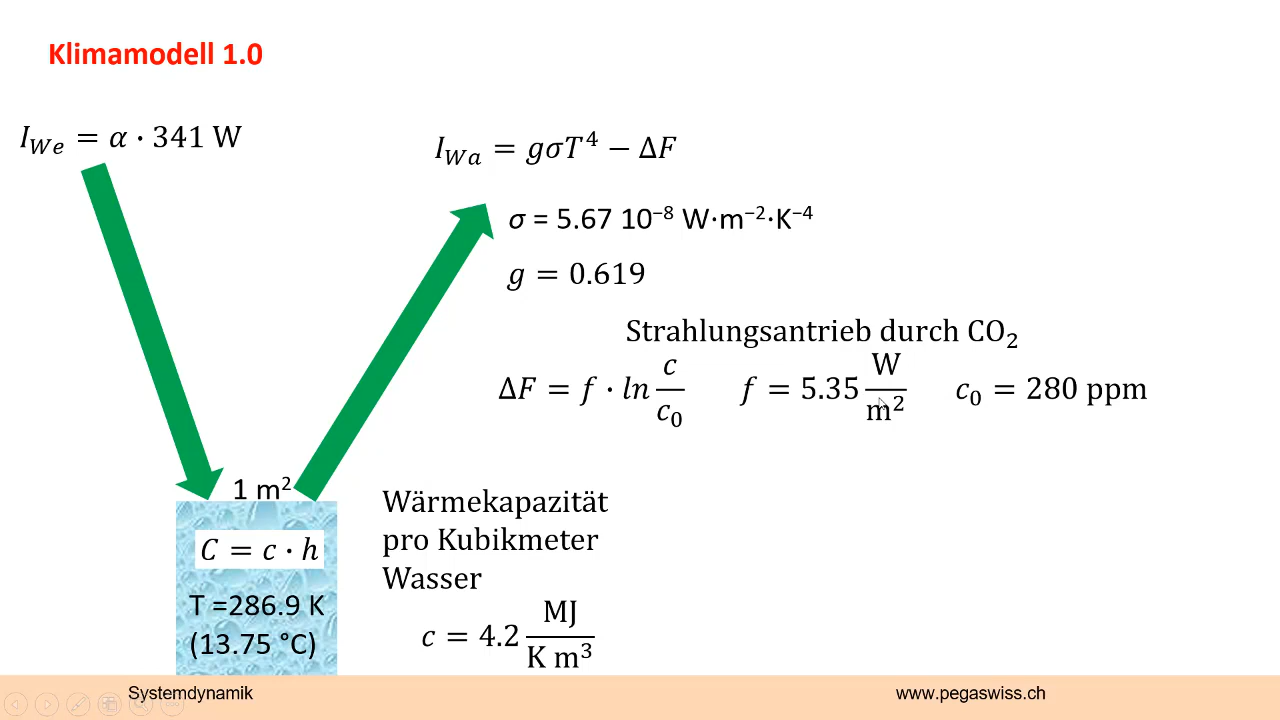 Klimamodell 1.0
I_We = α · 341 W
I_Wa = gσT⁴ − ΔF
σ = 5.67 10⁻⁸ W·m⁻²·K⁻⁴
g = 0.619
Strahlungsantrieb durch CO₂
ΔF = f · ln c/c₀   f = 5.35 W/m²   c₀ = 280 ppm
1 m²
C = c · h
T =286.9 K
(13.75 °C)
Wärmekapazität
pro Kubikmeter
Wasser
c = 4.2 MJ/K m³
Systemdynamik
www.pegaswiss.ch